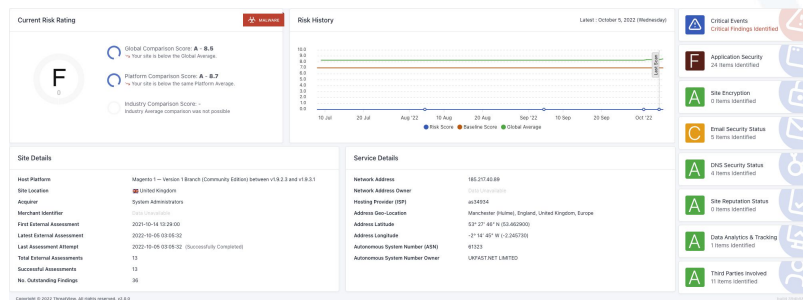 Current Risk Rating
MALWARE
F
0
Global Comparison Score: A - 8.5
Your site is below the Global Average.
Platform Comparison Score: A - 8.7
Your site is below the same Platform Average.
Industry Comparison Score: -
Industry Average comparison was not possible
Risk History
Latest : October 5, 2022 (Wednesday)
10.0
9.0
8.0
7.0
6.0
5.0
4.0
3.0
2.0
1.0
0.0
Last Scan
10 Jul 20 Jul Aug '22 10 Aug 20 Aug Sep '22 10 Sep 20 Sep Oct '22
Risk Score Baseline Score Global Average
Site Details
Host Platform Magento 1 — Version 1 Branch (Community Edition) between v1.9.2.3 and v1.9.3.1
Site Location United Kingdom
Acquirer System Administrators
Merchant Identifier Data Unavailable
First External Assessment 2021-10-14 13:29:00
Latest External Assessment 2022-10-05 03:05:32
Last Assessment Attempt 2022-10-05 03:05:32 (Successfully Completed)
Total External Assessments 13
Successful Assessments 13
No. Outstanding Findings 36
Service Details
Network Address 185.217.40.89
Network Address Owner Data Unavailable
Hosting Provider (ISP) as34934
Address Geo-Location Manchester (Hulme), England, United Kingdom, Europe
Address Latitude 53° 27' 46" N (53.462900)
Address Longitude -2° 14' 45" W (-2.245730)
Autonomous System Number (ASN) 61323
Autonomous System Number Owner UKFAST.NET LIMITED
Critical Events
Critical Findings Identified
F
Application Security
24 Items Identified
A
Site Encryption
0 Items Identified
C
Email Security Status
5 Items Identified
A
DNS Security Status
4 Items Identified
A
Site Reputation Status
0 Items Identified
A
Data Analytics & Tracking
1 Items Identified
A
Third Parties Involved
11 Items Identified